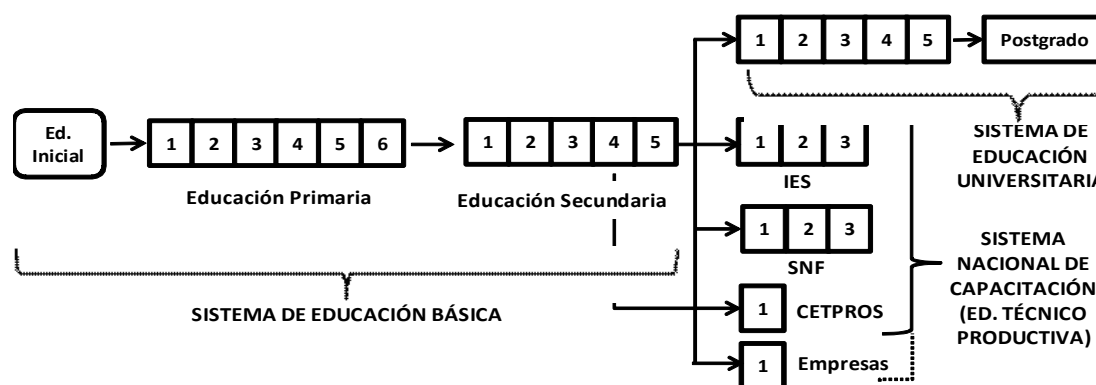 1 2 3 4 5
Postgrado
Ed.
Inicial
1 2 3 4 5 6
Educación Primaria
1 2 3 4 5
Educación Secundaria
1 2 3
IES
SISTEMA DE
EDUCACIÓN
UNIVERSITARIA
1 2 3
SNF
SISTEMA
NACIONAL DE
CAPACITACIÓN
(ED. TÉCNICO
PRODUCTIVA)
SISTEMA DE EDUCACIÓN BÁSICA
1 CETPROS
1 Empresas